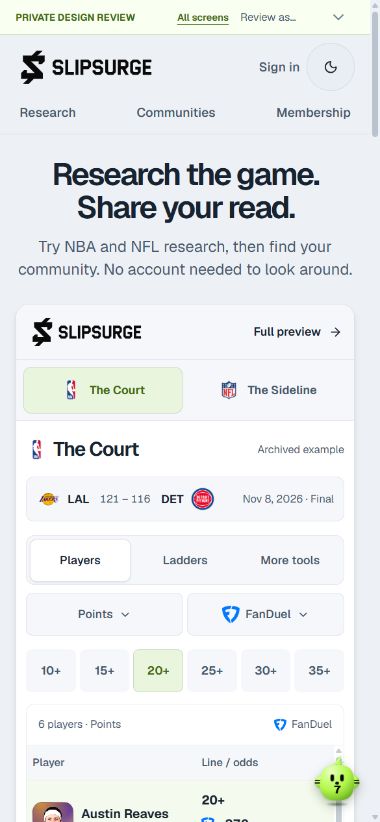 PRIVATE DESIGN REVIEW All screens Review as...
SLIPSURGE Sign in
Research Communities Membership
Research the game.
Share your read.
Try NBA and NFL research, then find your
community. No account needed to look around.
SLIPSURGE Full preview →
The Court NFL The Sideline
The Court Archived example
LAL 121 – 116 DET Nov 8, 2026 · Final
Players Ladders More tools
Points FanDuel
10+ 15+ 20+ 25+ 30+ 35+
6 players · Points FanDuel
Player Line / odds
20+
Austin Reaves